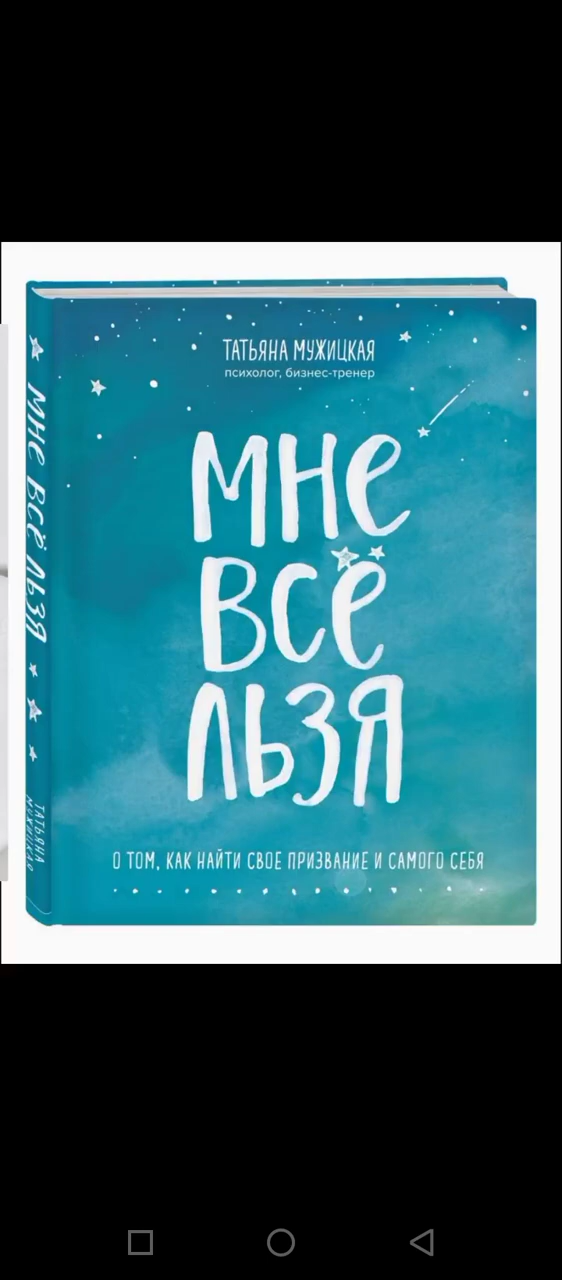 ТАТЬЯНА МУЖИЦКАЯ
психолог, бизнес-тренер
МНЕ
ВСЁ
ЛЬЗЯ
О ТОМ, КАК НАЙТИ СВОЕ ПРИЗВАНИЕ И САМОГО СЕБЯ
МНЕ ВСЁ ЛЬЗЯ
ТАТЬЯНА
МУЖИЦКАЯ